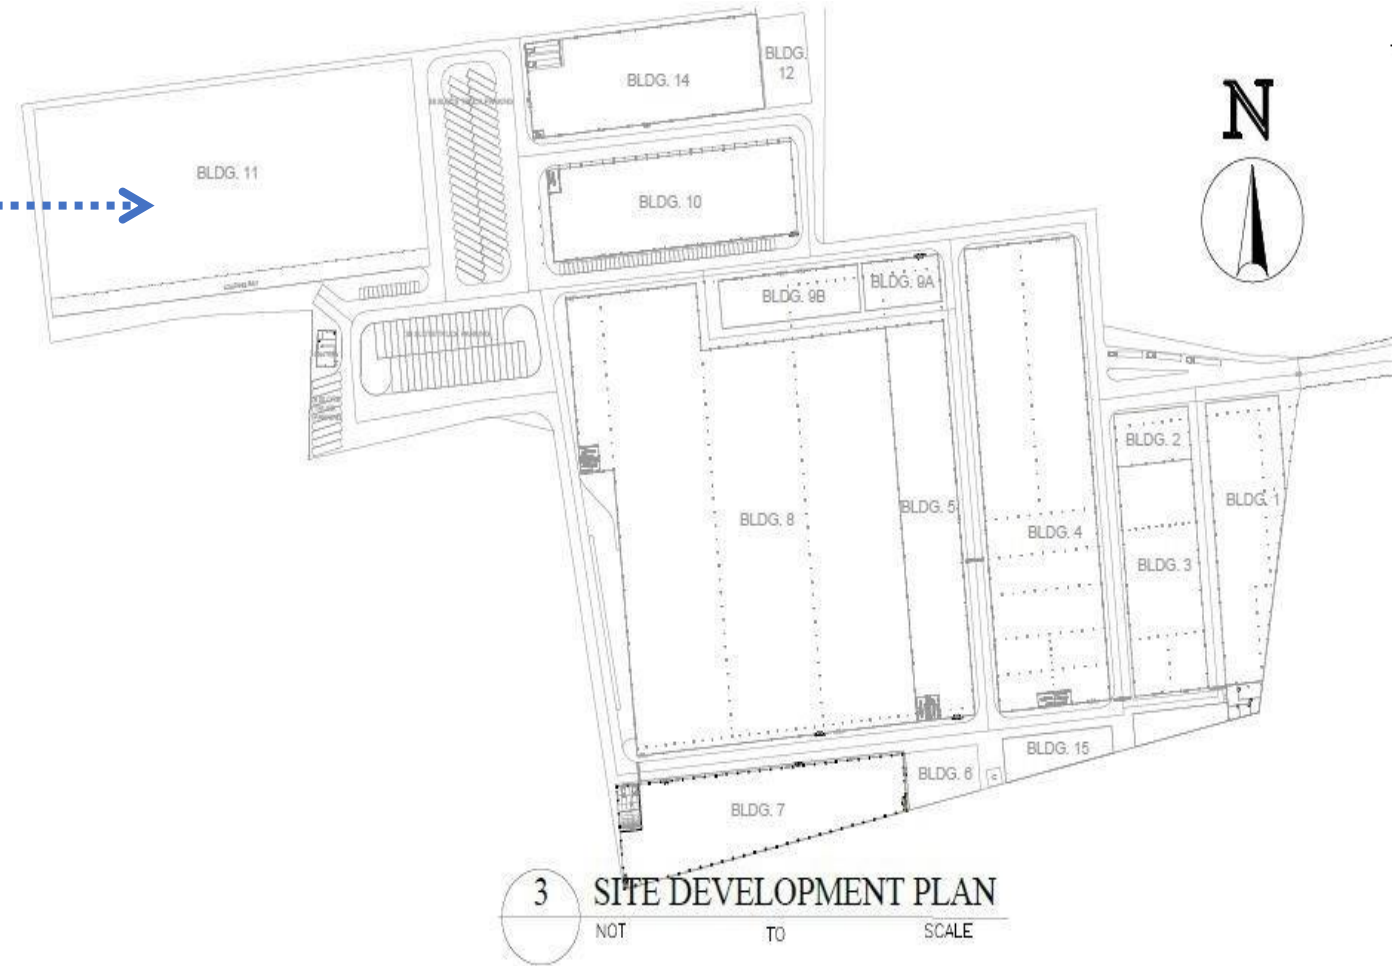 BLDG.
12
BLDG. 14
N
BLDG. 11
BLDG. 10
BLDG. 9A
BLDG. 9B
BLDG. 2
BLDG. 1
BLDG. 5
BLDG. 8
BLDG. 4
BLDG. 3
BLDG. 15
BLDG. 6
BLDG. 7
3 SITE DEVELOPMENT PLAN
NOT TO SCALE